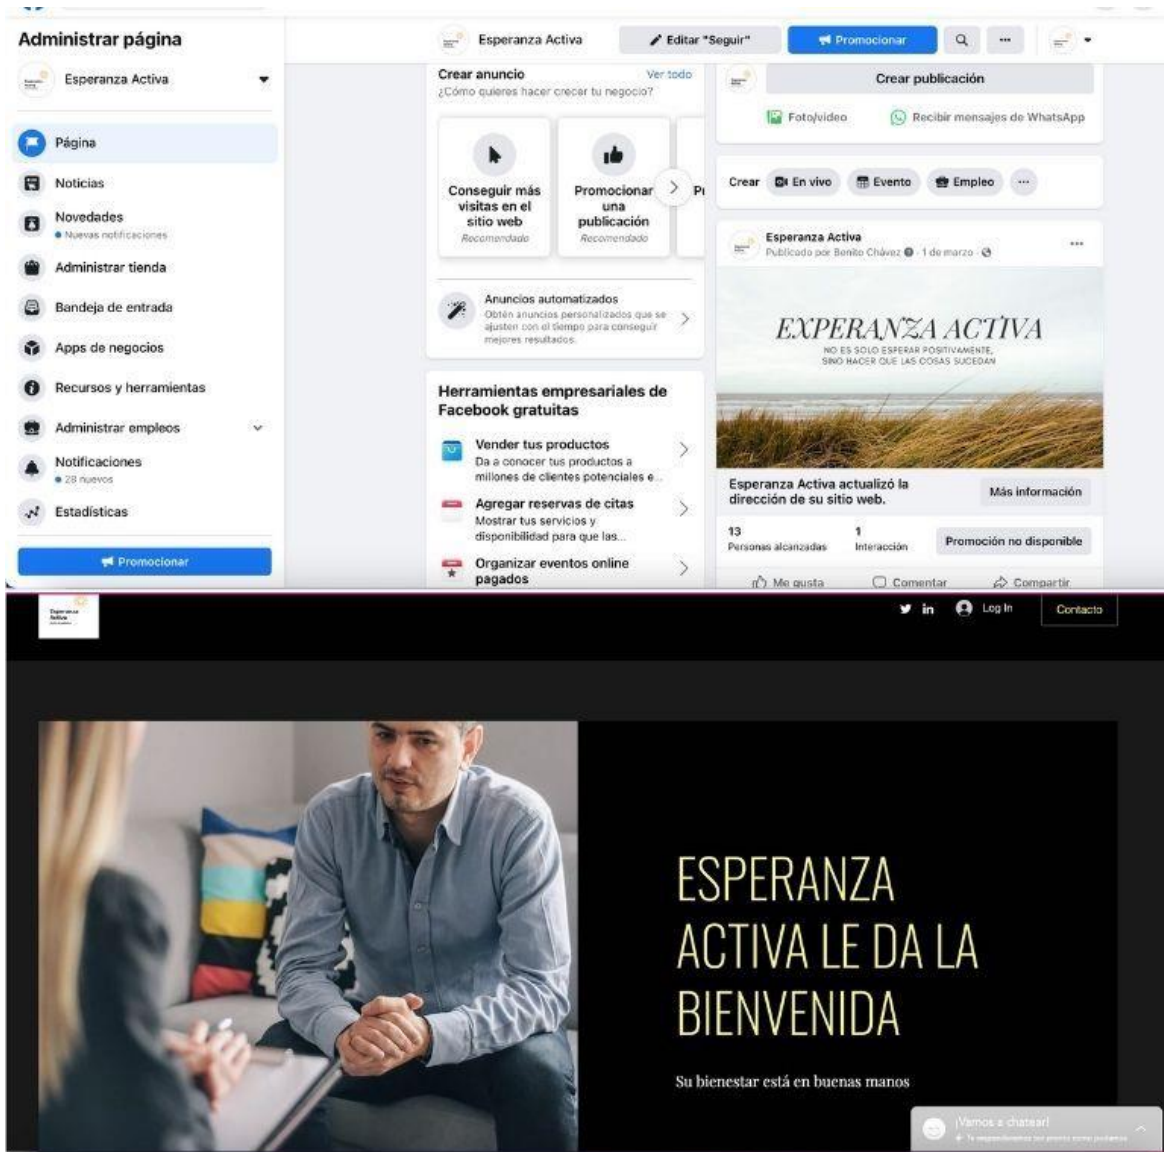 Administrar página
Esperanza Activa
Página
Noticias
Novedades
Nuevas notificaciones
Administrar tienda
Bandeja de entrada
Apps de negocios
Recursos y herramientas
Administrar empleos
Notificaciones
28 nuevos
Estadísticas
Promocionar
Esperanza Activa
Editar "Seguir"
Promocionar
Crear anuncio
Ver todo
¿Cómo quieres hacer crecer tu negocio?
Conseguir más
visitas en el
sitio web
Recomendado
Promocionar
una
publicación
Recomendado
Anuncios automatizados
Obtén anuncios personalizados que se
ajusten con el tiempo para conseguir
mejores resultados.
Herramientas empresariales de
Facebook gratuitas
Vender tus productos
Da a conocer tus productos a
millones de clientes potenciales e...
Agregar reservas de citas
Mostrar tus servicios y
disponibilidad para que las...
Organizar eventos online
pagados
Crear publicación
Foto/video
Recibir mensajes de WhatsApp
Crear
En vivo
Evento
Empleo
Esperanza Activa
Publicado por Benito Chávez · 1 de marzo ·
EXPERANZA ACTIVA
NO ES SOLO ESPERAR POSITIVAMENTE,
SINO HACER QUE LAS COSAS SUCEDAN
Esperanza Activa actualizó la
dirección de su sitio web.
Más información
13
Personas alcanzadas
1
Interacción
Promoción no disponible
Me gusta
Comentar
Compartir
Esperanza
Activa
Log In
Contacto
ESPERANZA
ACTIVA LE DA LA
BIENVENIDA
Su bienestar está en buenas manos
¡Vamos a chatear!
Te responderemos tan pronto como podamos